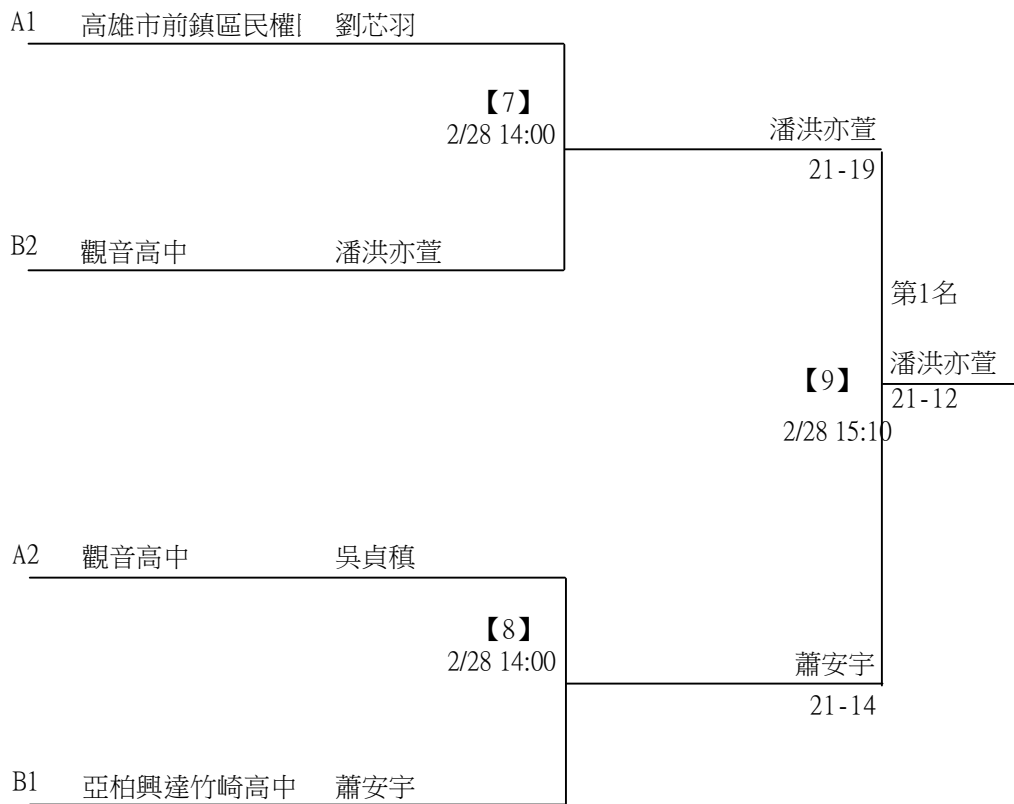 A1 高雄市前鎮區民權 劉芯羽
【7】
2/28 14:00
潘洪亦萱
21-19
B2 觀音高中 潘洪亦萱
第1名
潘洪亦萱
【9】
21-12
2/28 15:10
A2 觀音高中 吳貞稹
【8】
2/28 14:00
蕭安宇
21-14
B1 亞柏興達竹崎高中 蕭安宇